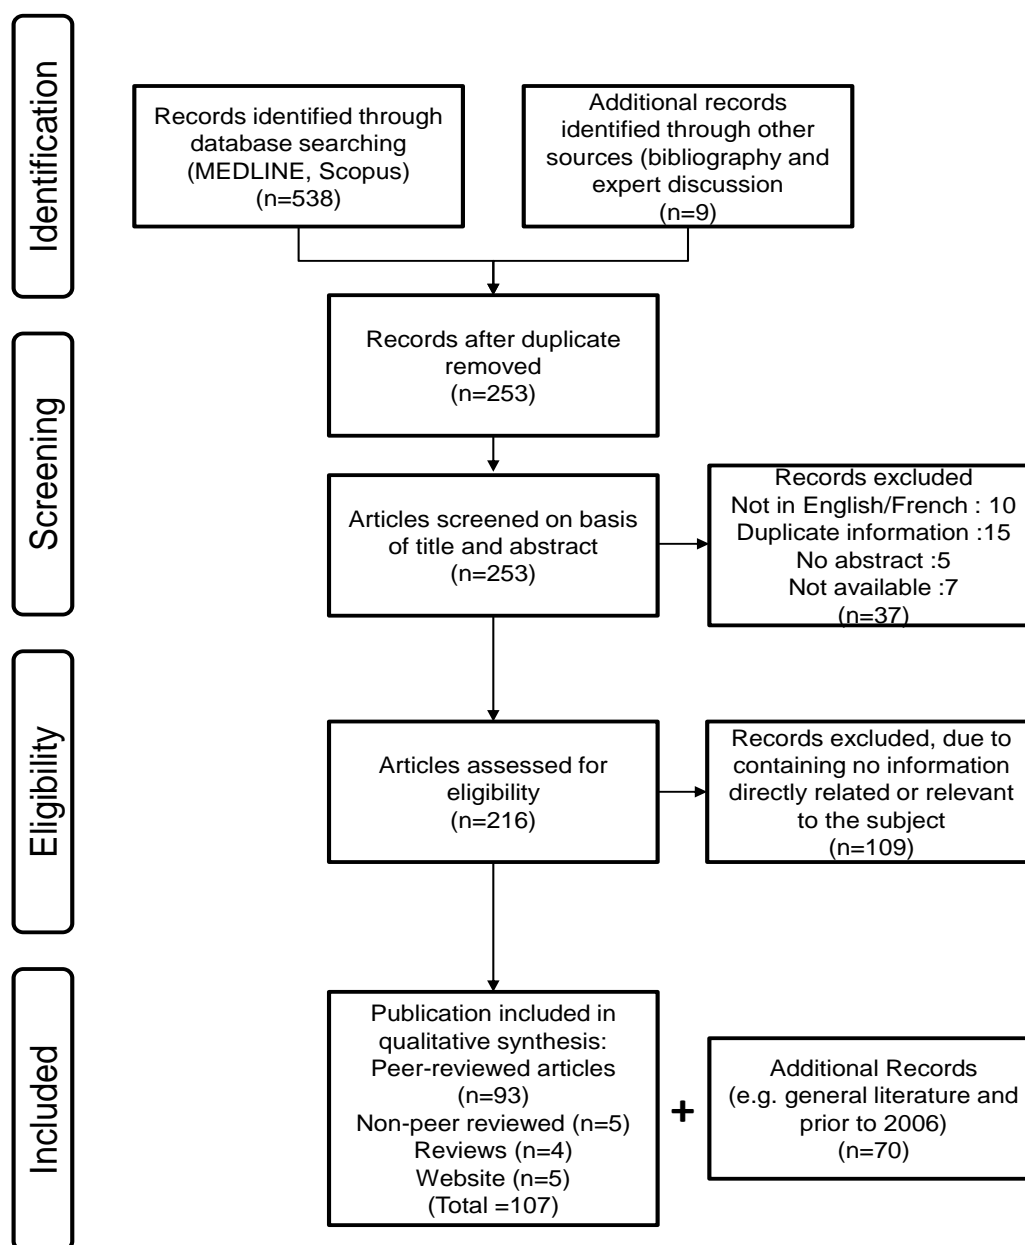 Identification
Records identified through
database searching
(MEDLINE, Scopus)
(n=538)
Additional records
identified through other
sources (bibliography and
expert discussion
(n=9)
Records after duplicate
removed
(n=253)
Screening
Articles screened on basis
of title and abstract
(n=253)
Records excluded
Not in English/French : 10
Duplicate information :15
No abstract :5
Not available :7
(n=37)
Eligibility
Articles assessed for
eligibility
(n=216)
Records excluded, due to
containing no information
directly related or relevant
to the subject
(n=109)
Included
Publication included in
qualitative synthesis:
Peer-reviewed articles
(n=93)
Non-peer reviewed (n=5)
Reviews (n=4)
Website (n=5)
(Total =107)
+
Additional Records
(e.g. general literature and
prior to 2006)
(n=70)